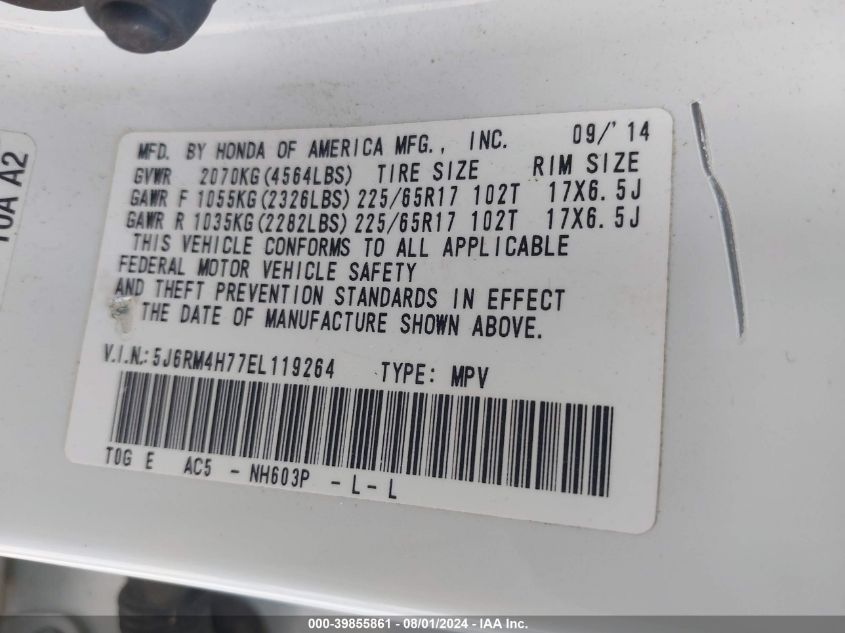 MFD. BY HONDA OF AMERICA MFG., INC. 09/'14
GVWR 2070KG(4564LBS) TIRE SIZE RIM SIZE
GAWR F 1055KG(2326LBS) 225/65R17 102T 17X6.5J
GAWR R 1035KG(2282LBS) 225/65R17 102T 17X6.5J
THIS VEHICLE CONFORMS TO ALL APPLICABLE
FEDERAL MOTOR VEHICLE SAFETY
AND THEFT PREVENTION STANDARDS IN EFFECT
THE DATE OF MANUFACTURE SHOWN ABOVE.
V.I.N.: 5J6RM4H77EL119264 TYPE: MPV
T0G E AC5 - NH603P - L - L
T0A A2
000-39855861 - 08/01/2024 - IAA Inc.